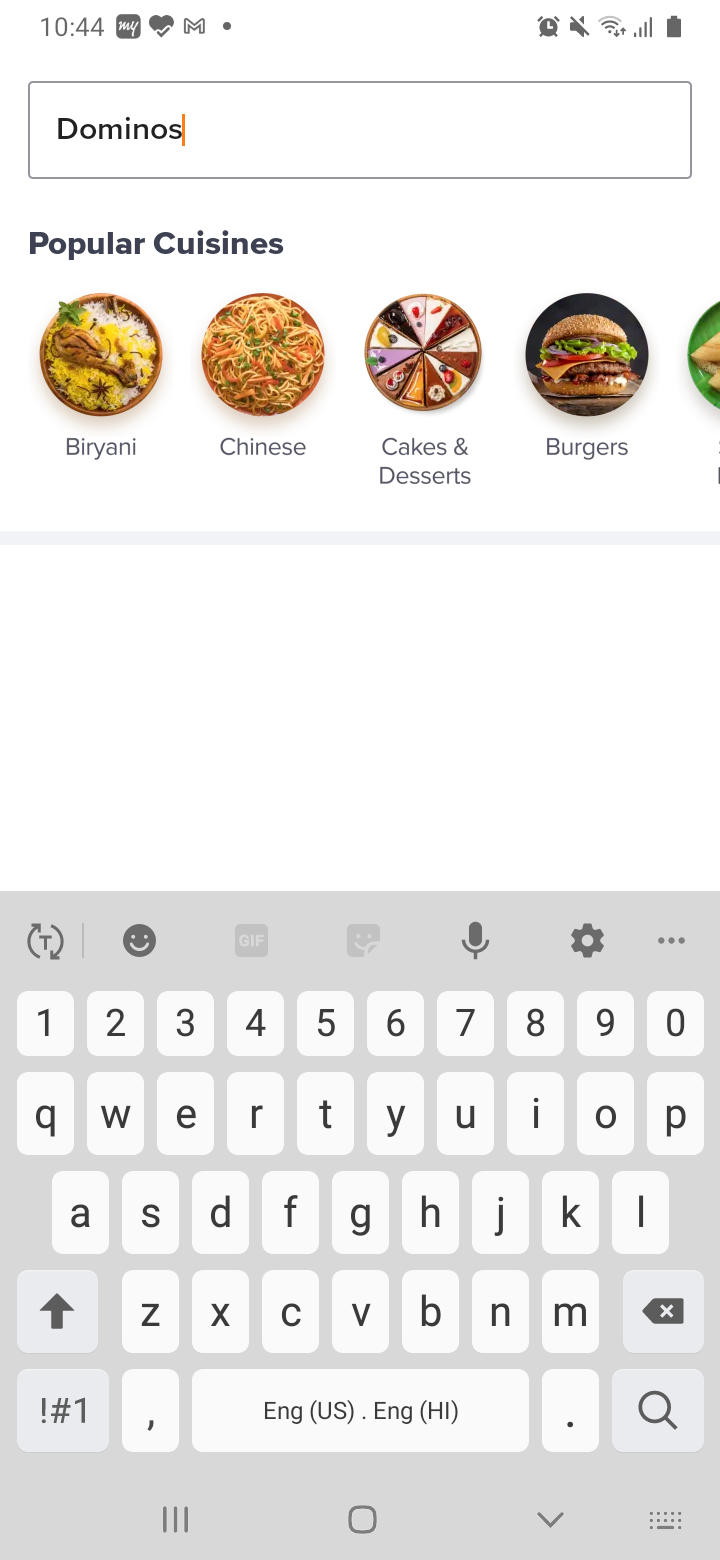 10:44 my
Dominos
Popular Cuisines
Biryani Chinese Cakes & Burgers
Desserts
T GIF
1 2 3 4 5 6 7 8 9 0
q w e r t y u i o p
a s d f g h j k l
z x c v b n m
!#1 , Eng (US) . Eng (HI) .